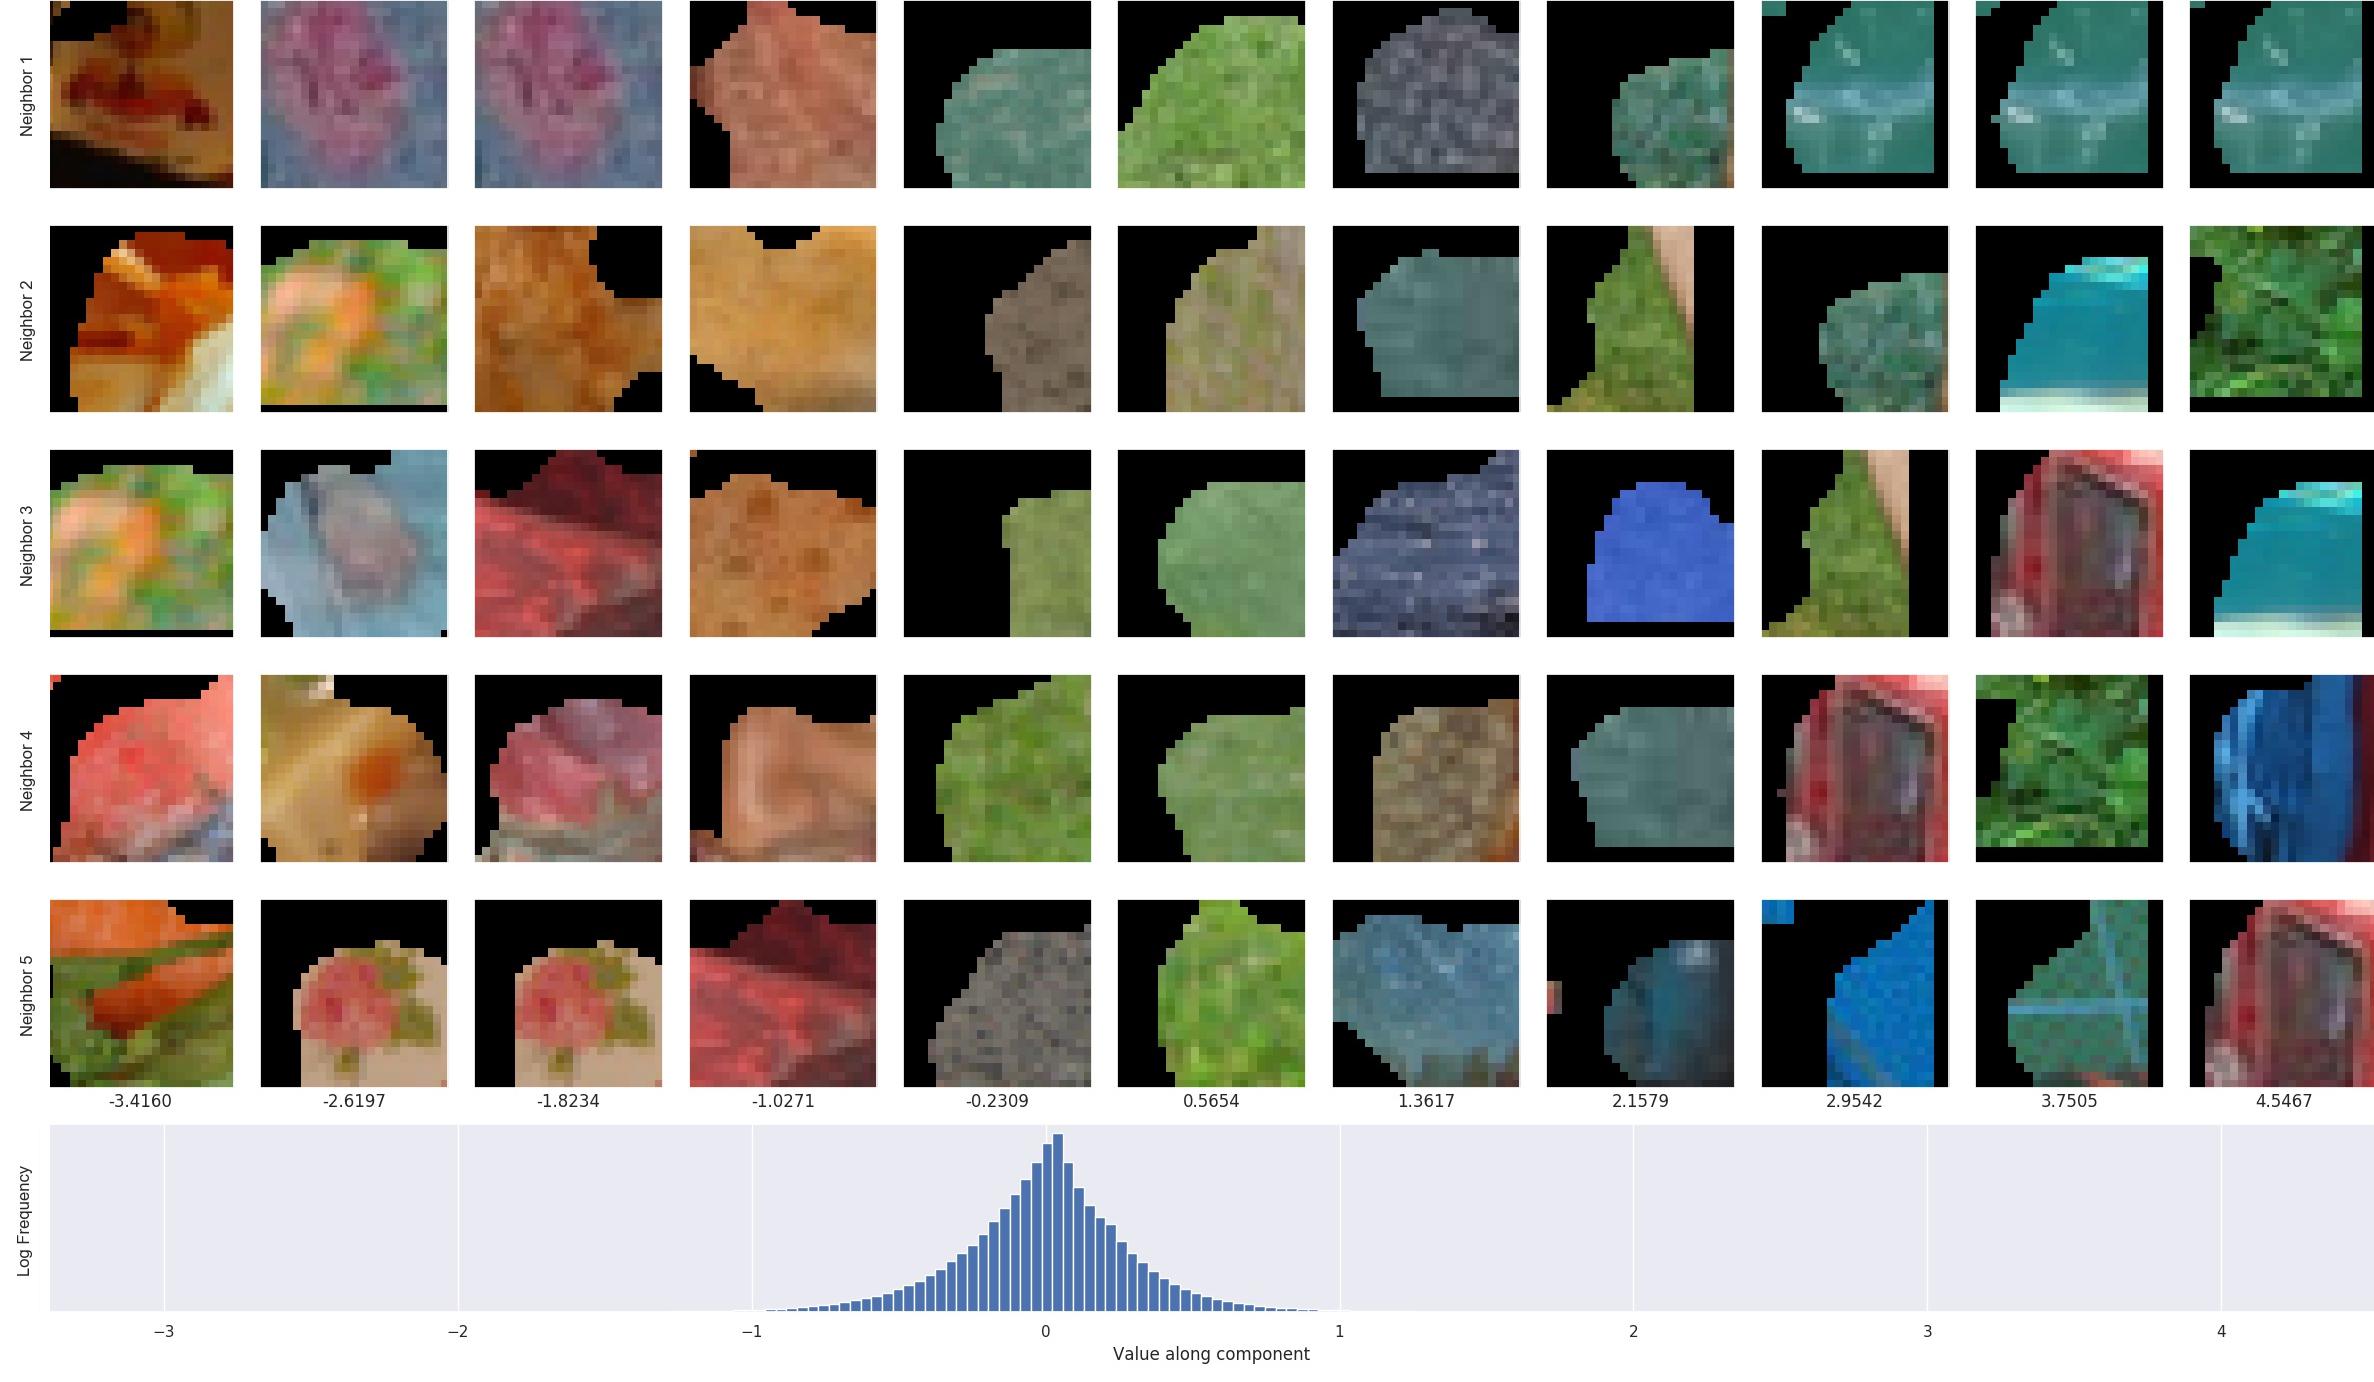 Neighbor 1
Neighbor 2
Neighbor 3
Neighbor 4
Neighbor 5
-3.4160 -2.6197 -1.8234 -1.0271 -0.2309 0.5654 1.3617 2.1579 2.9542 3.7505 4.5467
Log Frequency
−3 −2 −1 0 1 2 3 4
Value along component